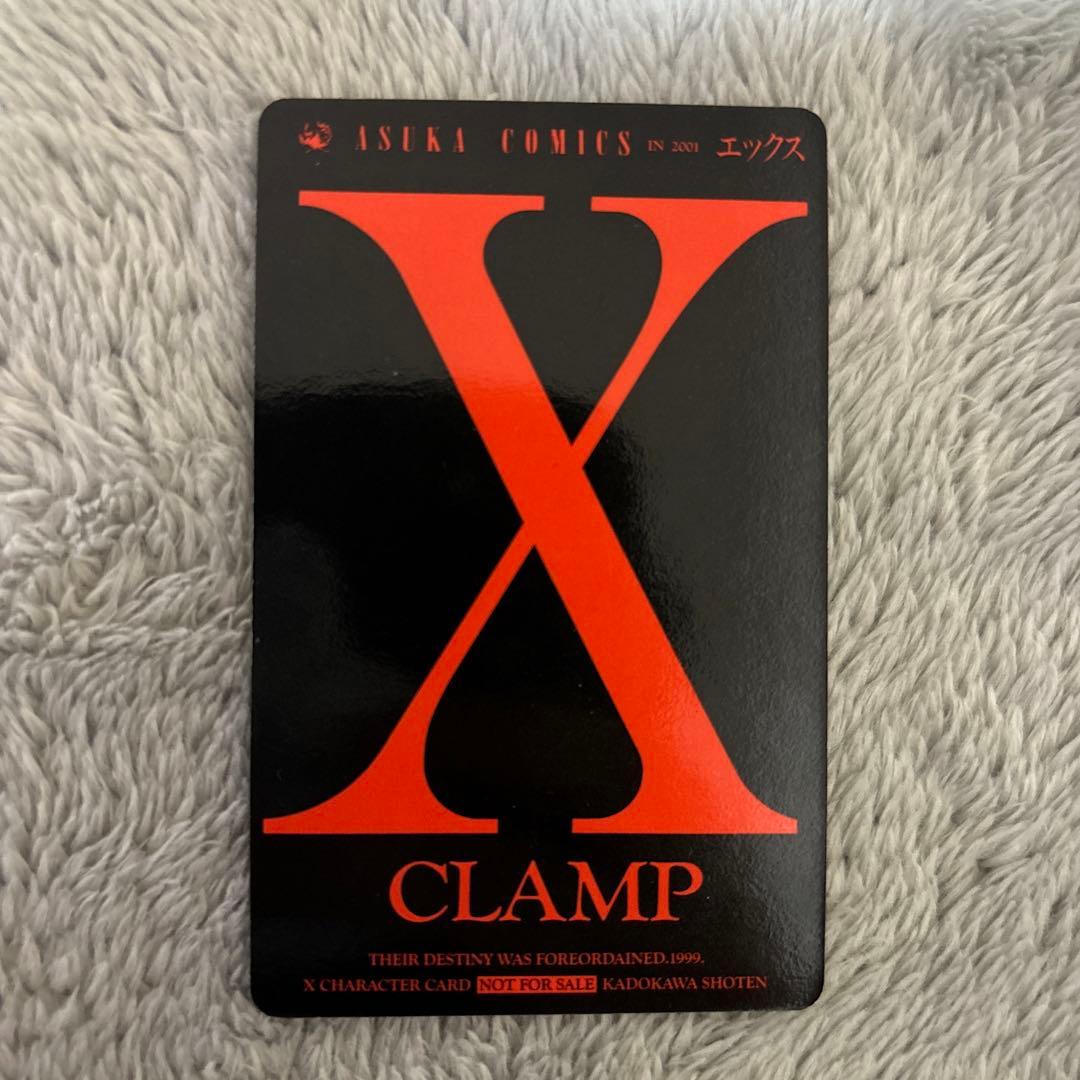 ASUKA COMICS IN 2001 エックス
X
CLAMP
THEIR DESTINY WAS FOREORDAINED.1999.
X CHARACTER CARD NOT FOR SALE KADOKAWA SHOTEN